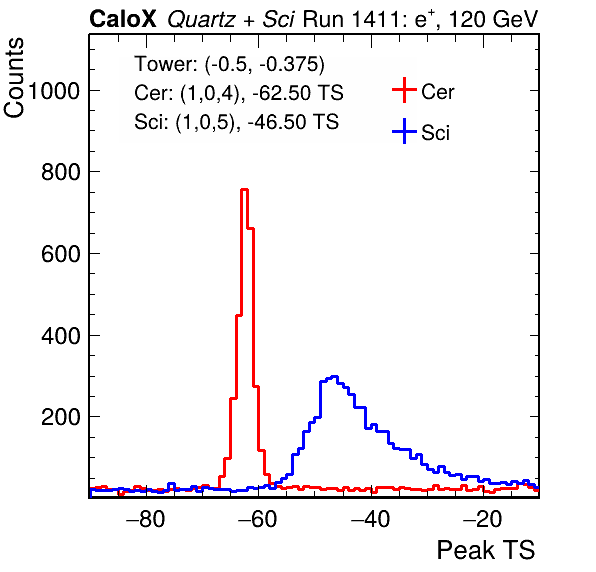 CaloX Quartz + Sci Run 1411: e+, 120 GeV
Counts
Tower: (-0.5, -0.375)
Cer: (1,0,4), -62.50 TS
Sci: (1,0,5), -46.50 TS
Cer
Sci
1000
800
600
400
200
−80 −60 −40 −20
Peak TS